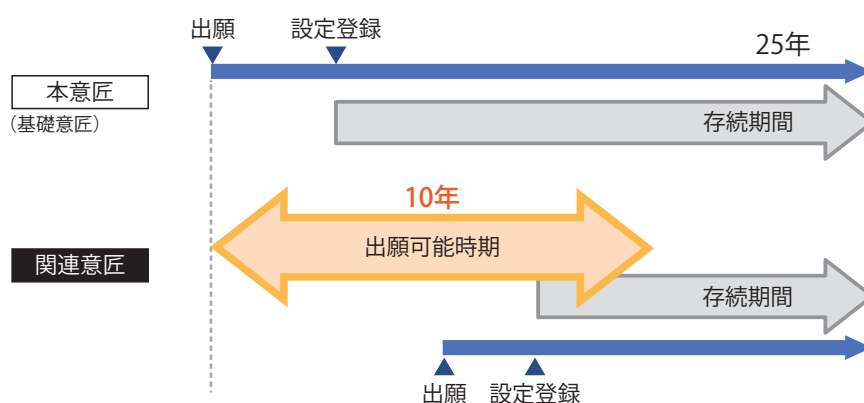 出願
設定登録
25年
本意匠
(基礎意匠)
存続期間
10年
出願可能時期
関連意匠
存続期間
出願
設定登録